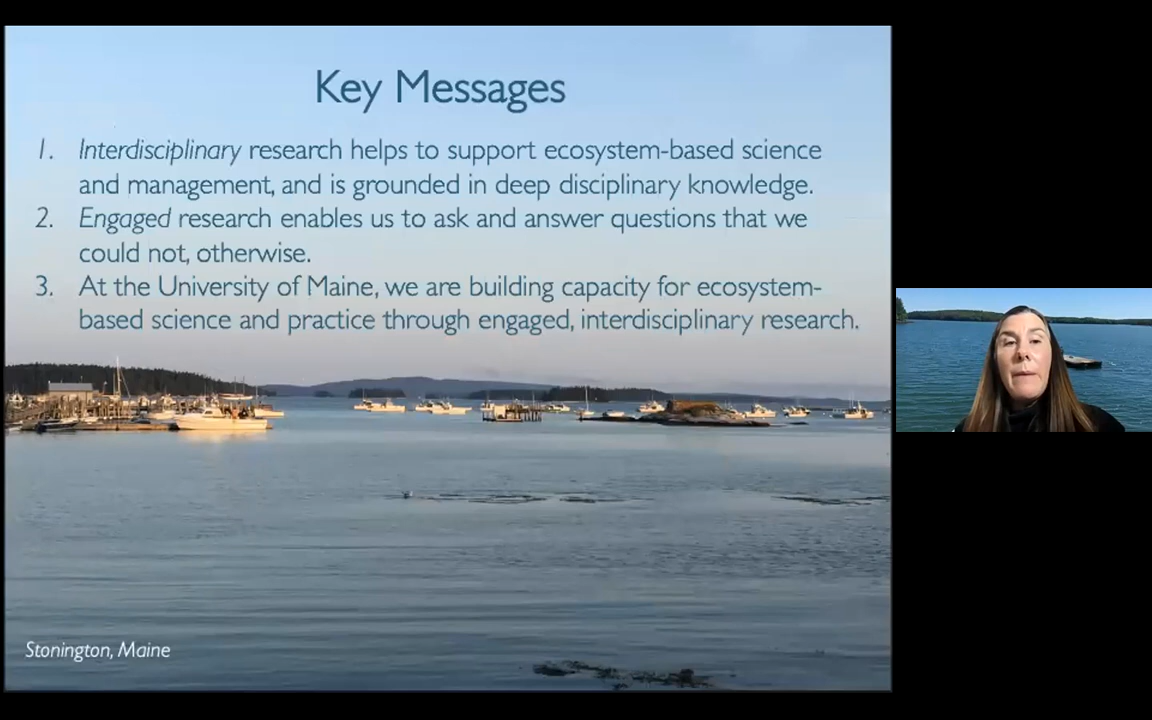 Key Messages
1. Interdisciplinary research helps to support ecosystem-based science
and management, and is grounded in deep disciplinary knowledge.
2. Engaged research enables us to ask and answer questions that we
could not, otherwise.
3. At the University of Maine, we are building capacity for ecosystem-
based science and practice through engaged, interdisciplinary research.
Stonington, Maine